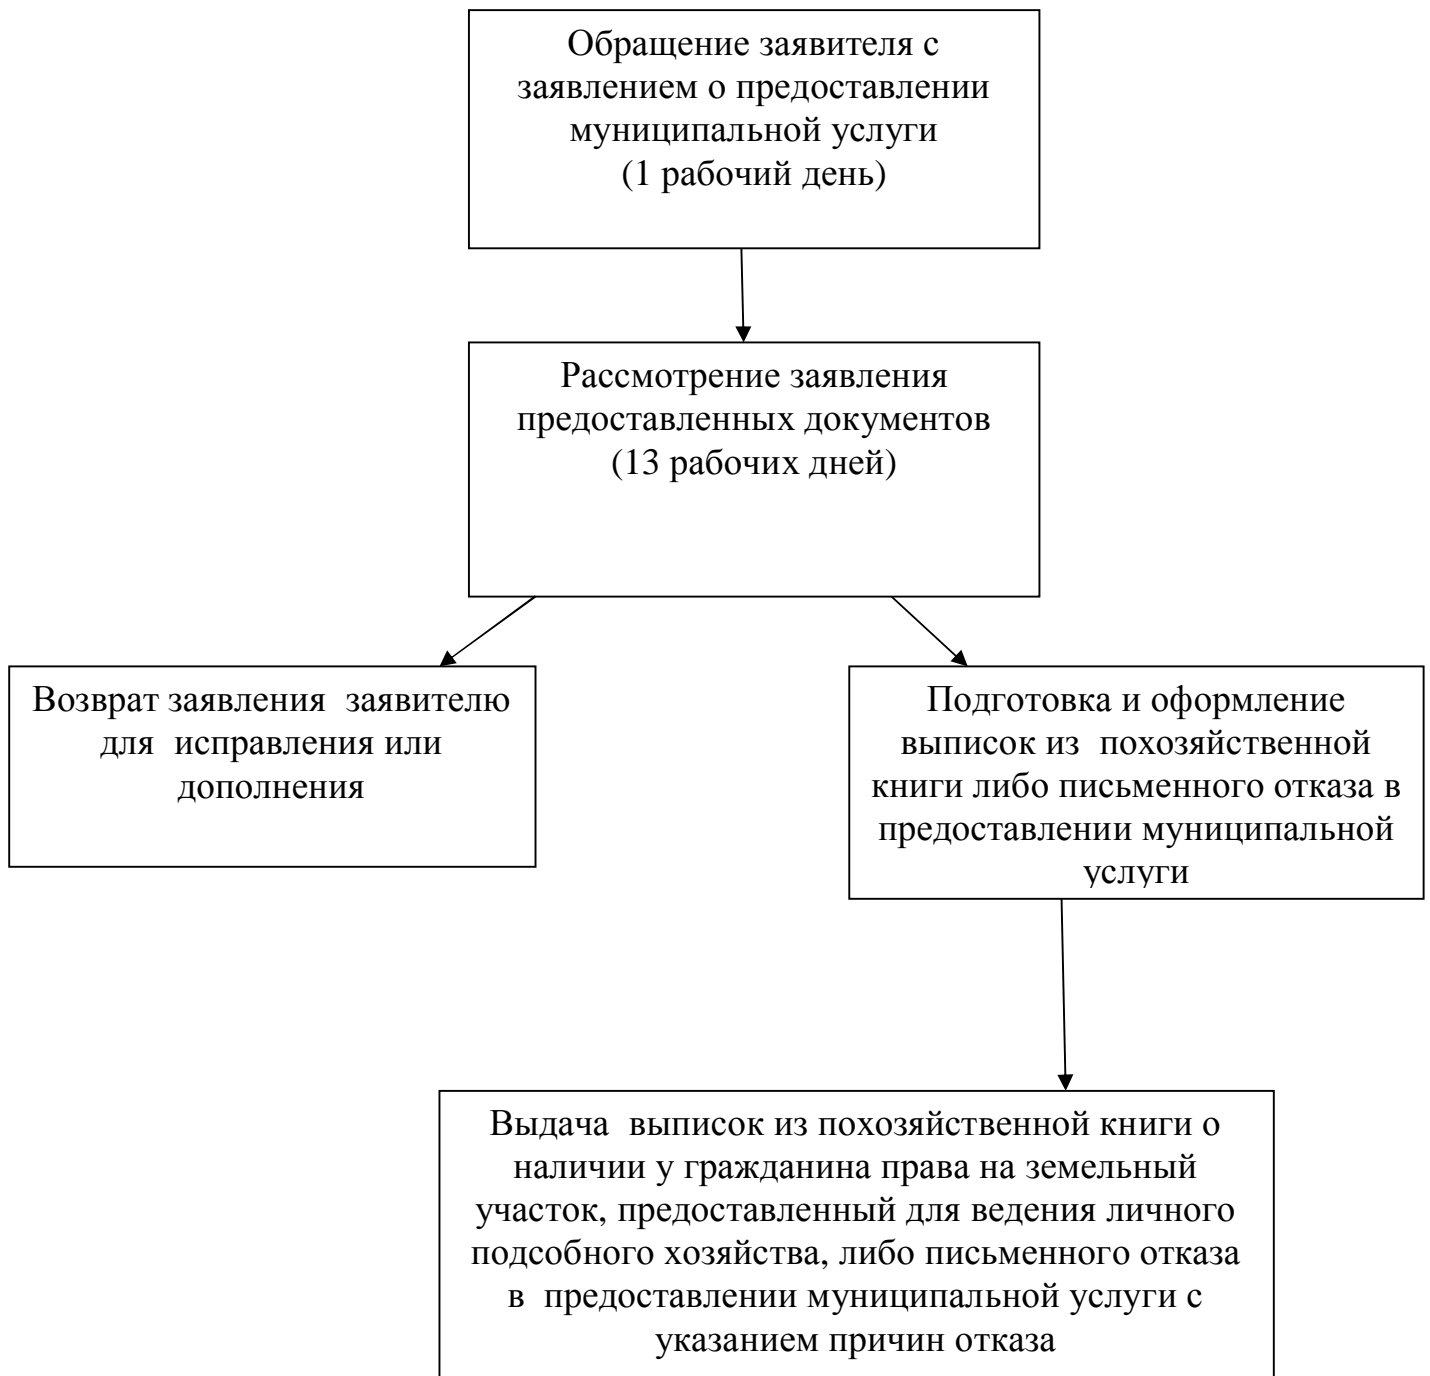 Обращение заявителя с
заявлением о предоставлении
муниципальной услуги
(1 рабочий день)
Рассмотрение заявления
предоставленных документов
(13 рабочих дней)
Возврат заявления  заявителю
для  исправления или
дополнения
Подготовка и оформление
выписок из  похозяйственной
книги либо письменного отказа в
предоставлении муниципальной
услуги
Выдача  выписок из похозяйственной книги о
наличии у гражданина права на земельный
участок, предоставленный для ведения личного
подсобного хозяйства, либо письменного отказа
в  предоставлении муниципальной услуги с
указанием причин отказа